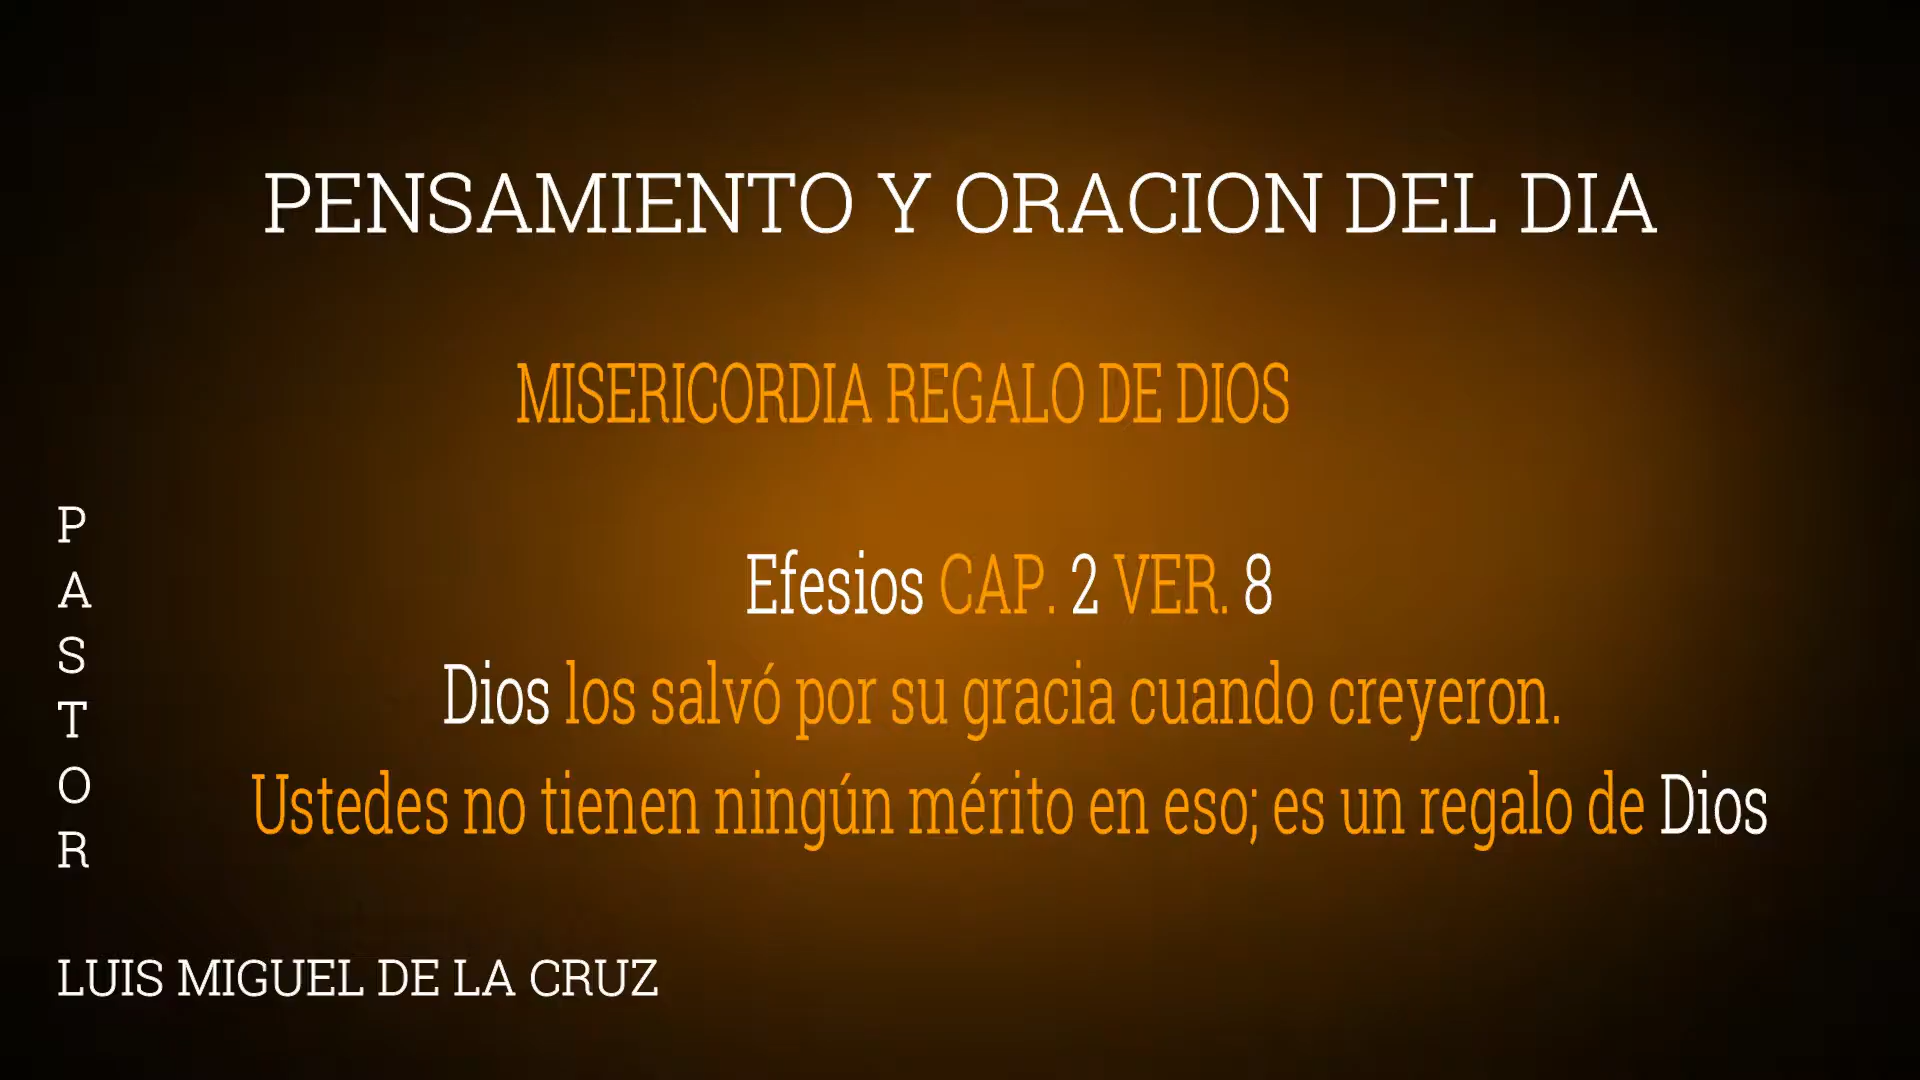 PENSAMIENTO Y ORACION DEL DIA
MISERICORDIA REGALO DE DIOS
Efesios CAP. 2 VER. 8
Dios los salvó por su gracia cuando creyeron.
Ustedes no tienen ningún mérito en eso; es un regalo de Dios
P
A
S
T
O
R
LUIS MIGUEL DE LA CRUZ